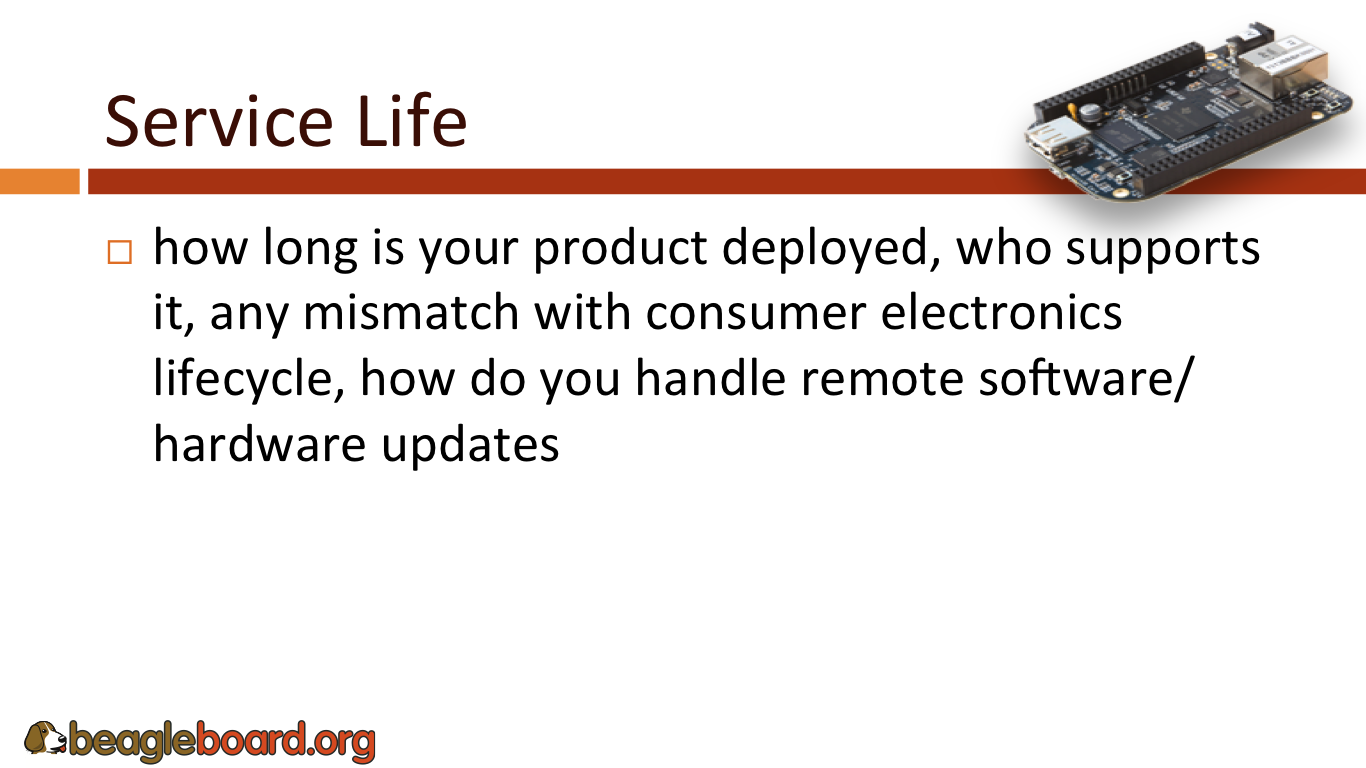 Service Life
how long is your product deployed, who supports
it, any mismatch with consumer electronics
lifecycle, how do you handle remote software/
hardware updates
beagleboard.org